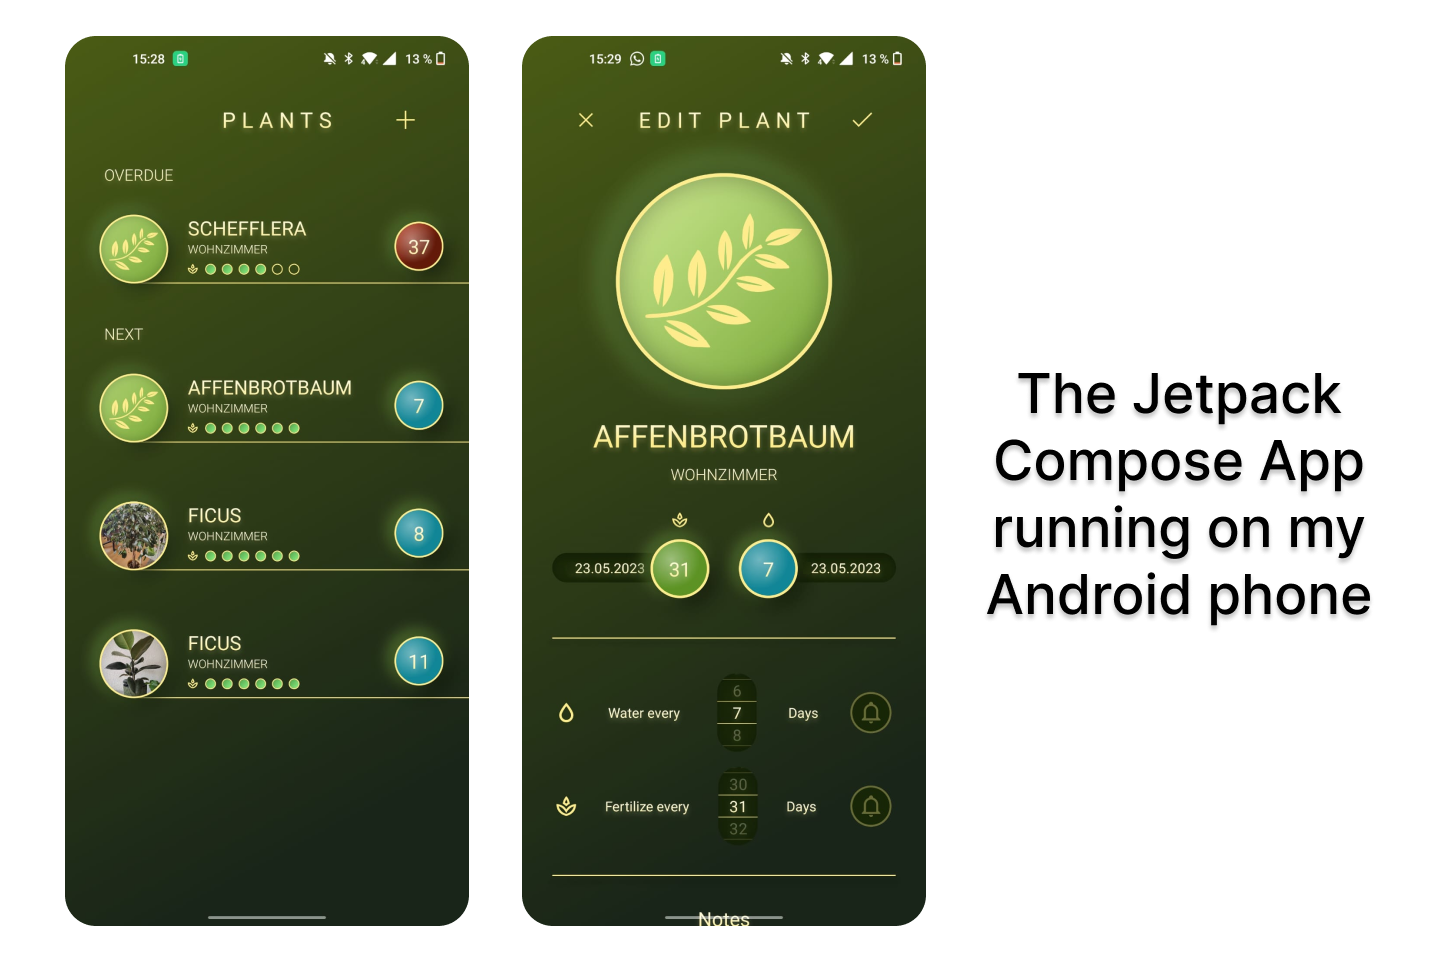 15:28
13 %
PLANTS
OVERDUE
SCHEFFLERA
WOHNZIMMER
37
NEXT
AFFENBROTBAUM
WOHNZIMMER
7
FICUS
WOHNZIMMER
8
FICUS
WOHNZIMMER
11
15:29
13 %
EDIT PLANT
AFFENBROTBAUM
WOHNZIMMER
23.05.2023 31 7 23.05.2023
6
Water every 7 Days
8
30
Fertilize every 31 Days
32
Notes
The Jetpack
Compose App
running on my
Android phone